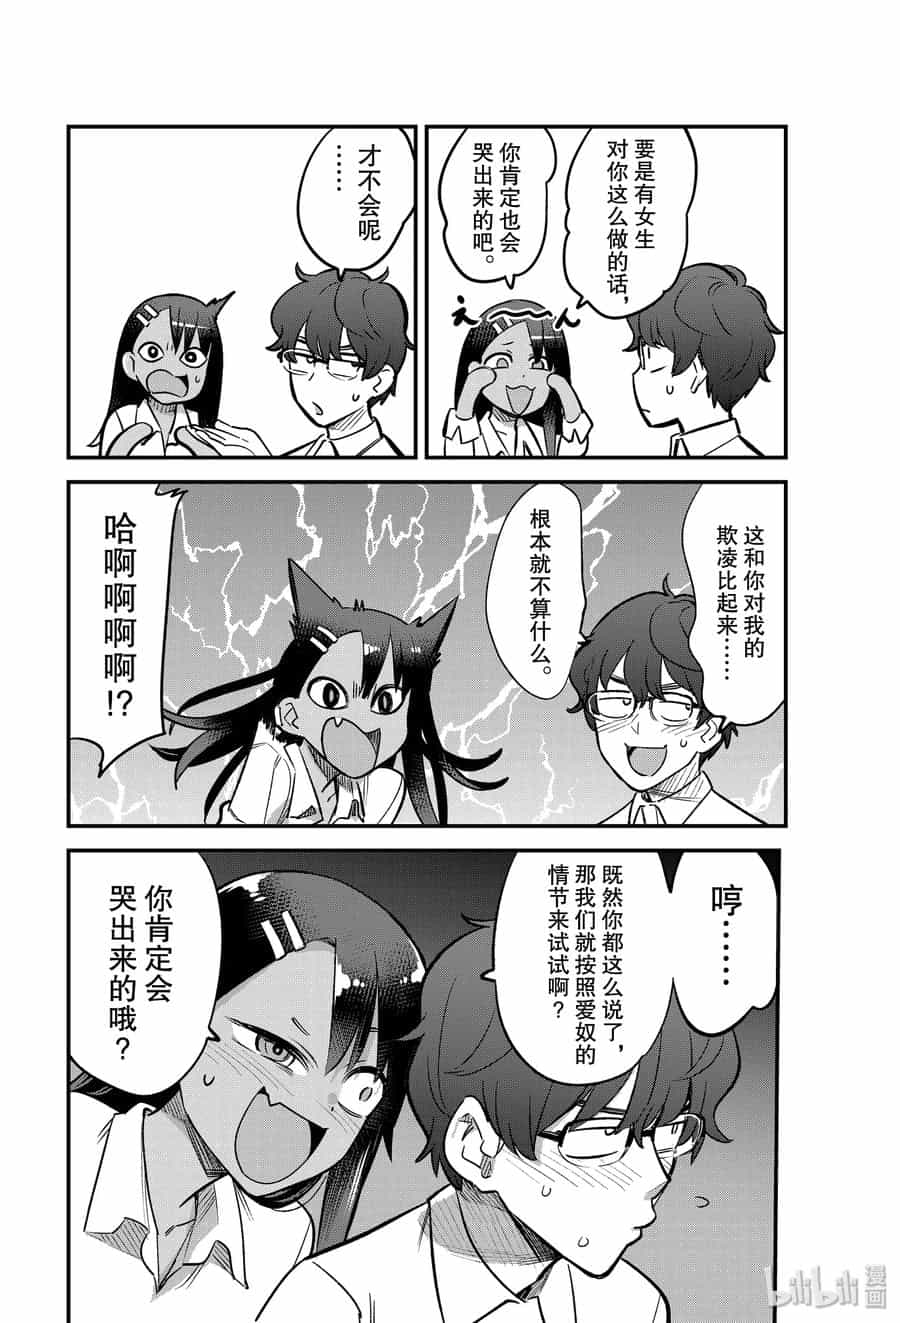 要是有女生
对你这么做的话，
你肯定也会
哭出来的吧。
え〜〜ん
才不会呢
……
这和你对我的
欺凌比起来……
根本就不算什么。
哈啊啊啊啊!?
哼……
既然你都这么说了，
那我们就按照爱奴的
情节来试试啊？
你肯定会
哭出来的哦？
bilibili漫画